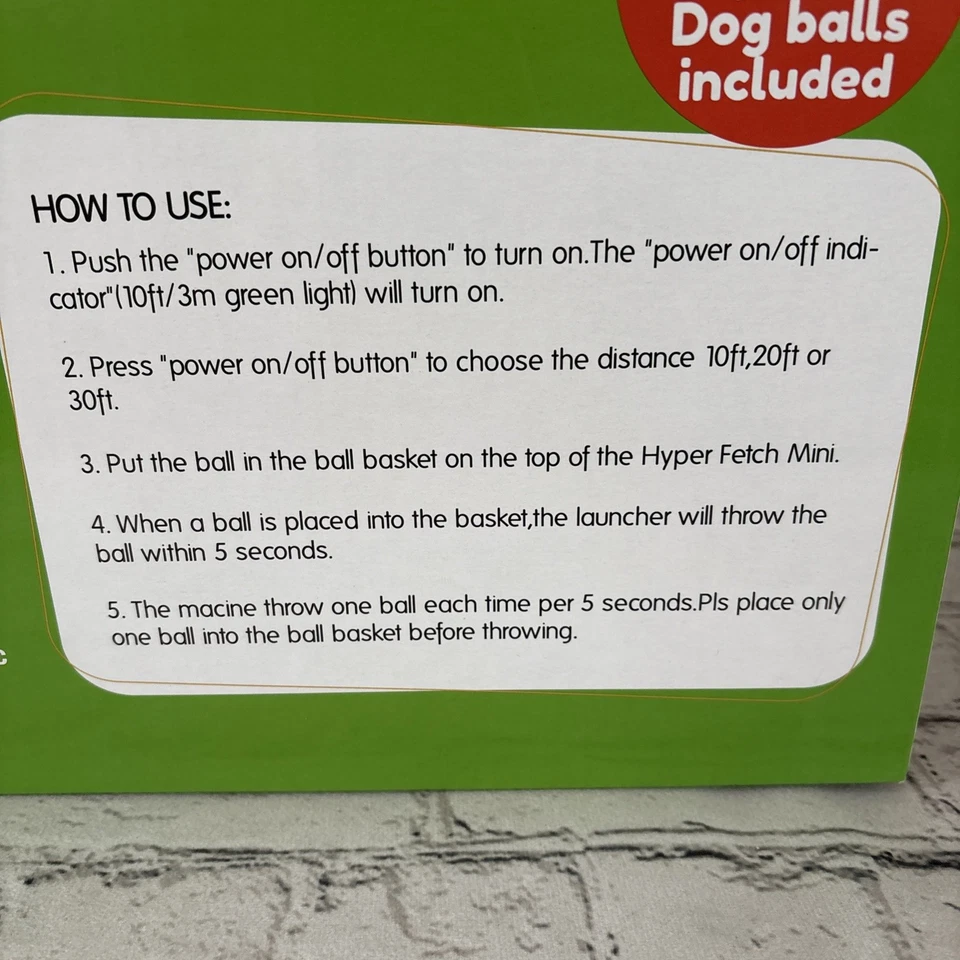 Dog balls
included
HOW TO USE:
1. Push the "power on/off button" to turn on.The "power on/off indi-
cator"(10ft/3m green light) will turn on.
2. Press "power on/off button" to choose the distance 10ft,20ft or
30ft.
3. Put the ball in the ball basket on the top of the Hyper Fetch Mini.
4. When a ball is placed into the basket,the launcher will throw the
ball within 5 seconds.
5. The macine throw one ball each time per 5 seconds.Pls place only
one ball into the ball basket before throwing.